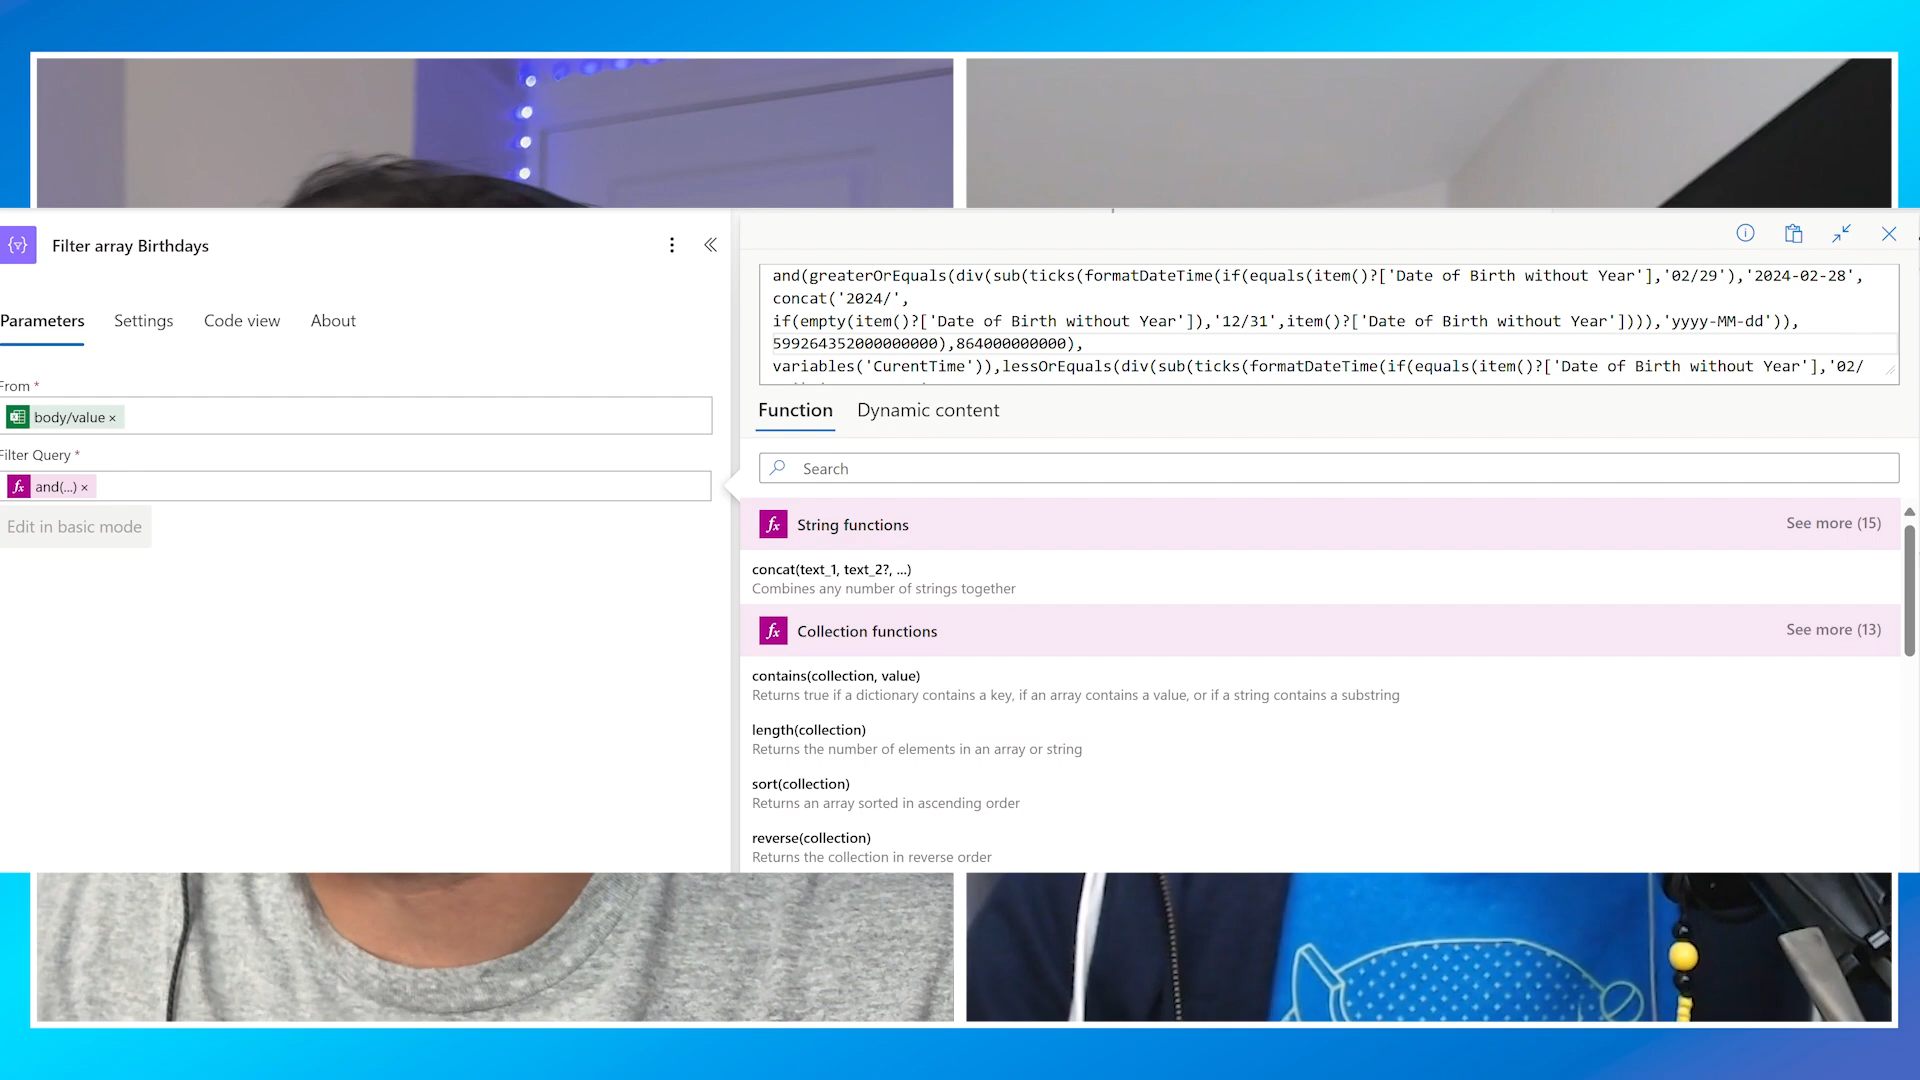 Filter array Birthdays
Parameters
Settings
Code view
About
From *
body/value ×
Filter Query *
fx and(...) ×
Edit in basic mode
and(greaterOrEquals(div(sub(ticks(formatDateTime(if(equals(item()?['Date of Birth without Year'],'02/29'),'2024-02-28',
concat('2024/',
if(empty(item()?['Date of Birth without Year']),'12/31',item()?['Date of Birth without Year']))),'yyyy-MM-dd')),
599264352000000000),864000000000),
variables('CurentTime')),lessOrEquals(div(sub(ticks(formatDateTime(if(equals(item()?['Date of Birth without Year'],'02/
Function
Dynamic content
Search
fx String functions
See more (15)
concat(text_1, text_2?, ...)
Combines any number of strings together
fx Collection functions
See more (13)
contains(collection, value)
Returns true if a dictionary contains a key, if an array contains a value, or if a string contains a substring
length(collection)
Returns the number of elements in an array or string
sort(collection)
Returns an array sorted in ascending order
reverse(collection)
Returns the collection in reverse order